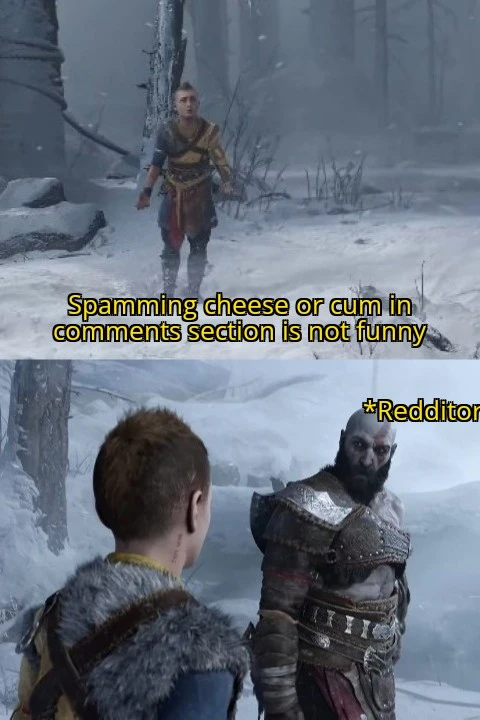 Spamming cheese or cum in
comments section is not funny
*Redditor